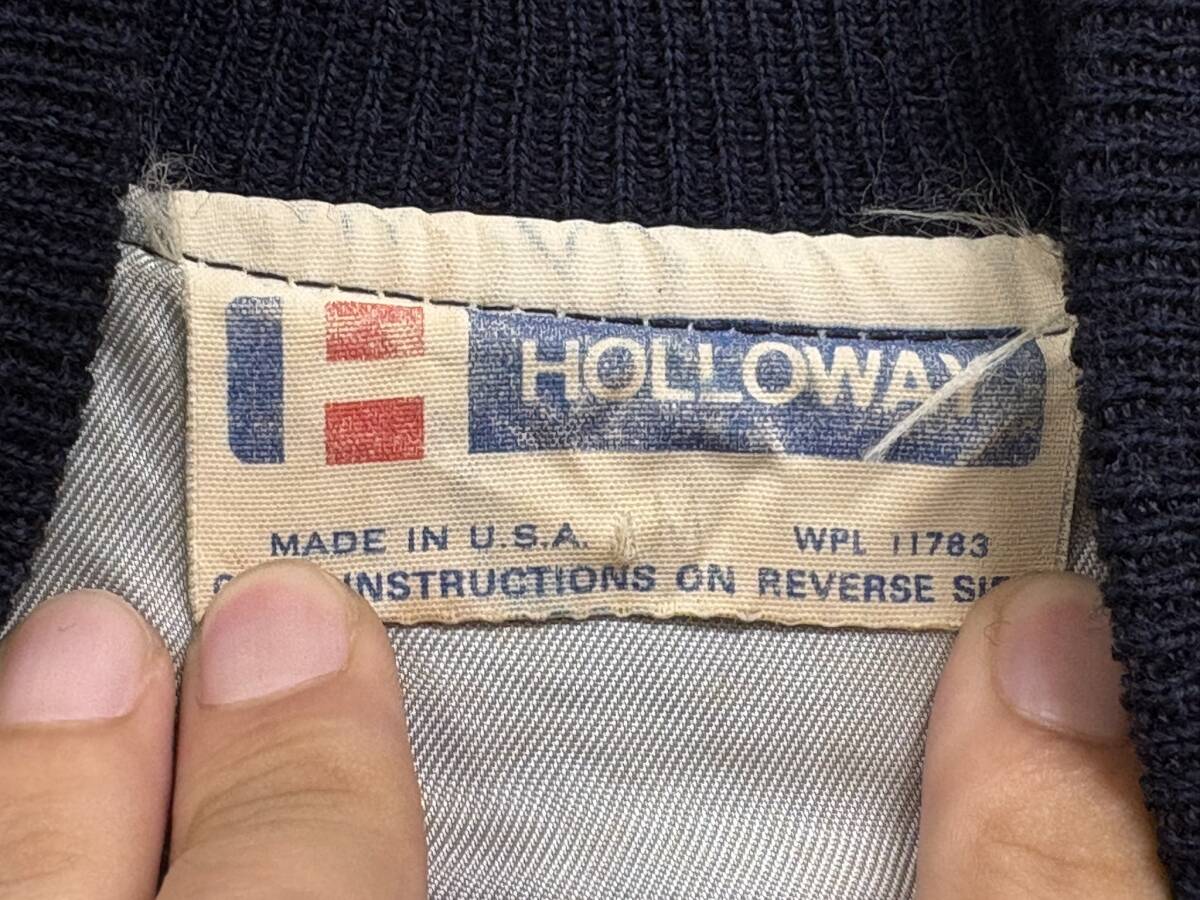 HOLLOWAY
MADE IN U.S.A. WPL 11783
INSTRUCTIONS ON REVERSE